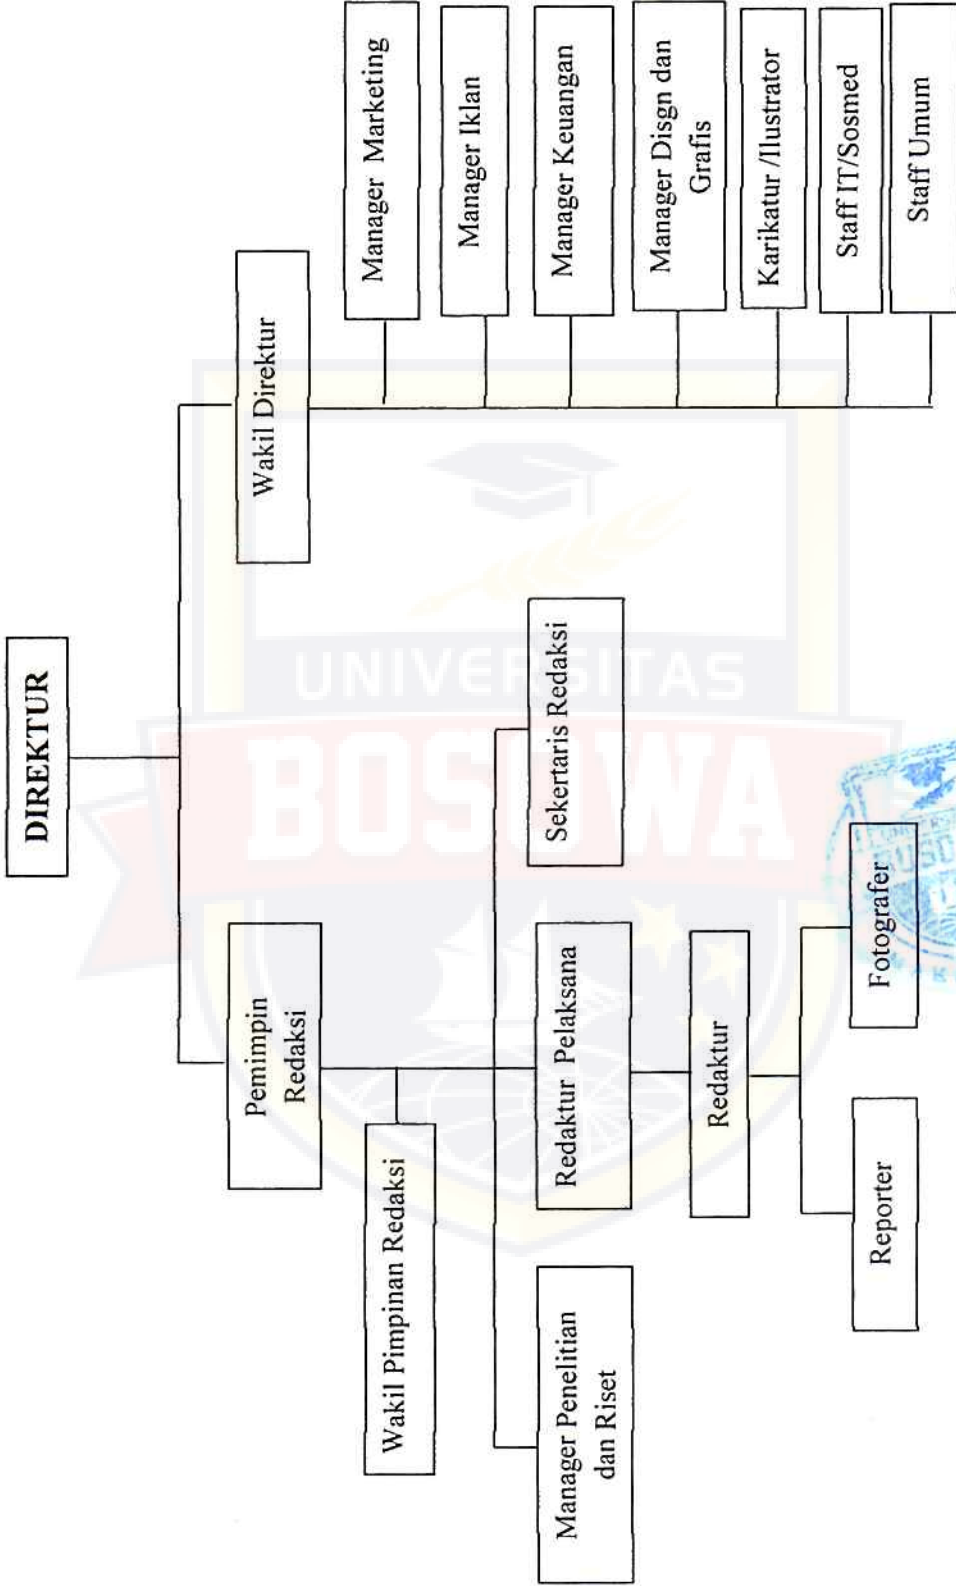 DIREKTUR
Pemimpin
Redaksi
Wakil Direktur
Wakil Pimpinan Redaksi
Manager Penelitian
dan Riset
Redaktur Pelaksana
Sekertaris Redaksi
Redaktur
Reporter
Fotografer
Manager Marketing
Manager Iklan
Manager Keuangan
Manager Disgn dan
Grafis
Karikatur /Ilustrator
Staff IT/Sosmed
Staff Umum
UNIVERSITAS
BOSOWA